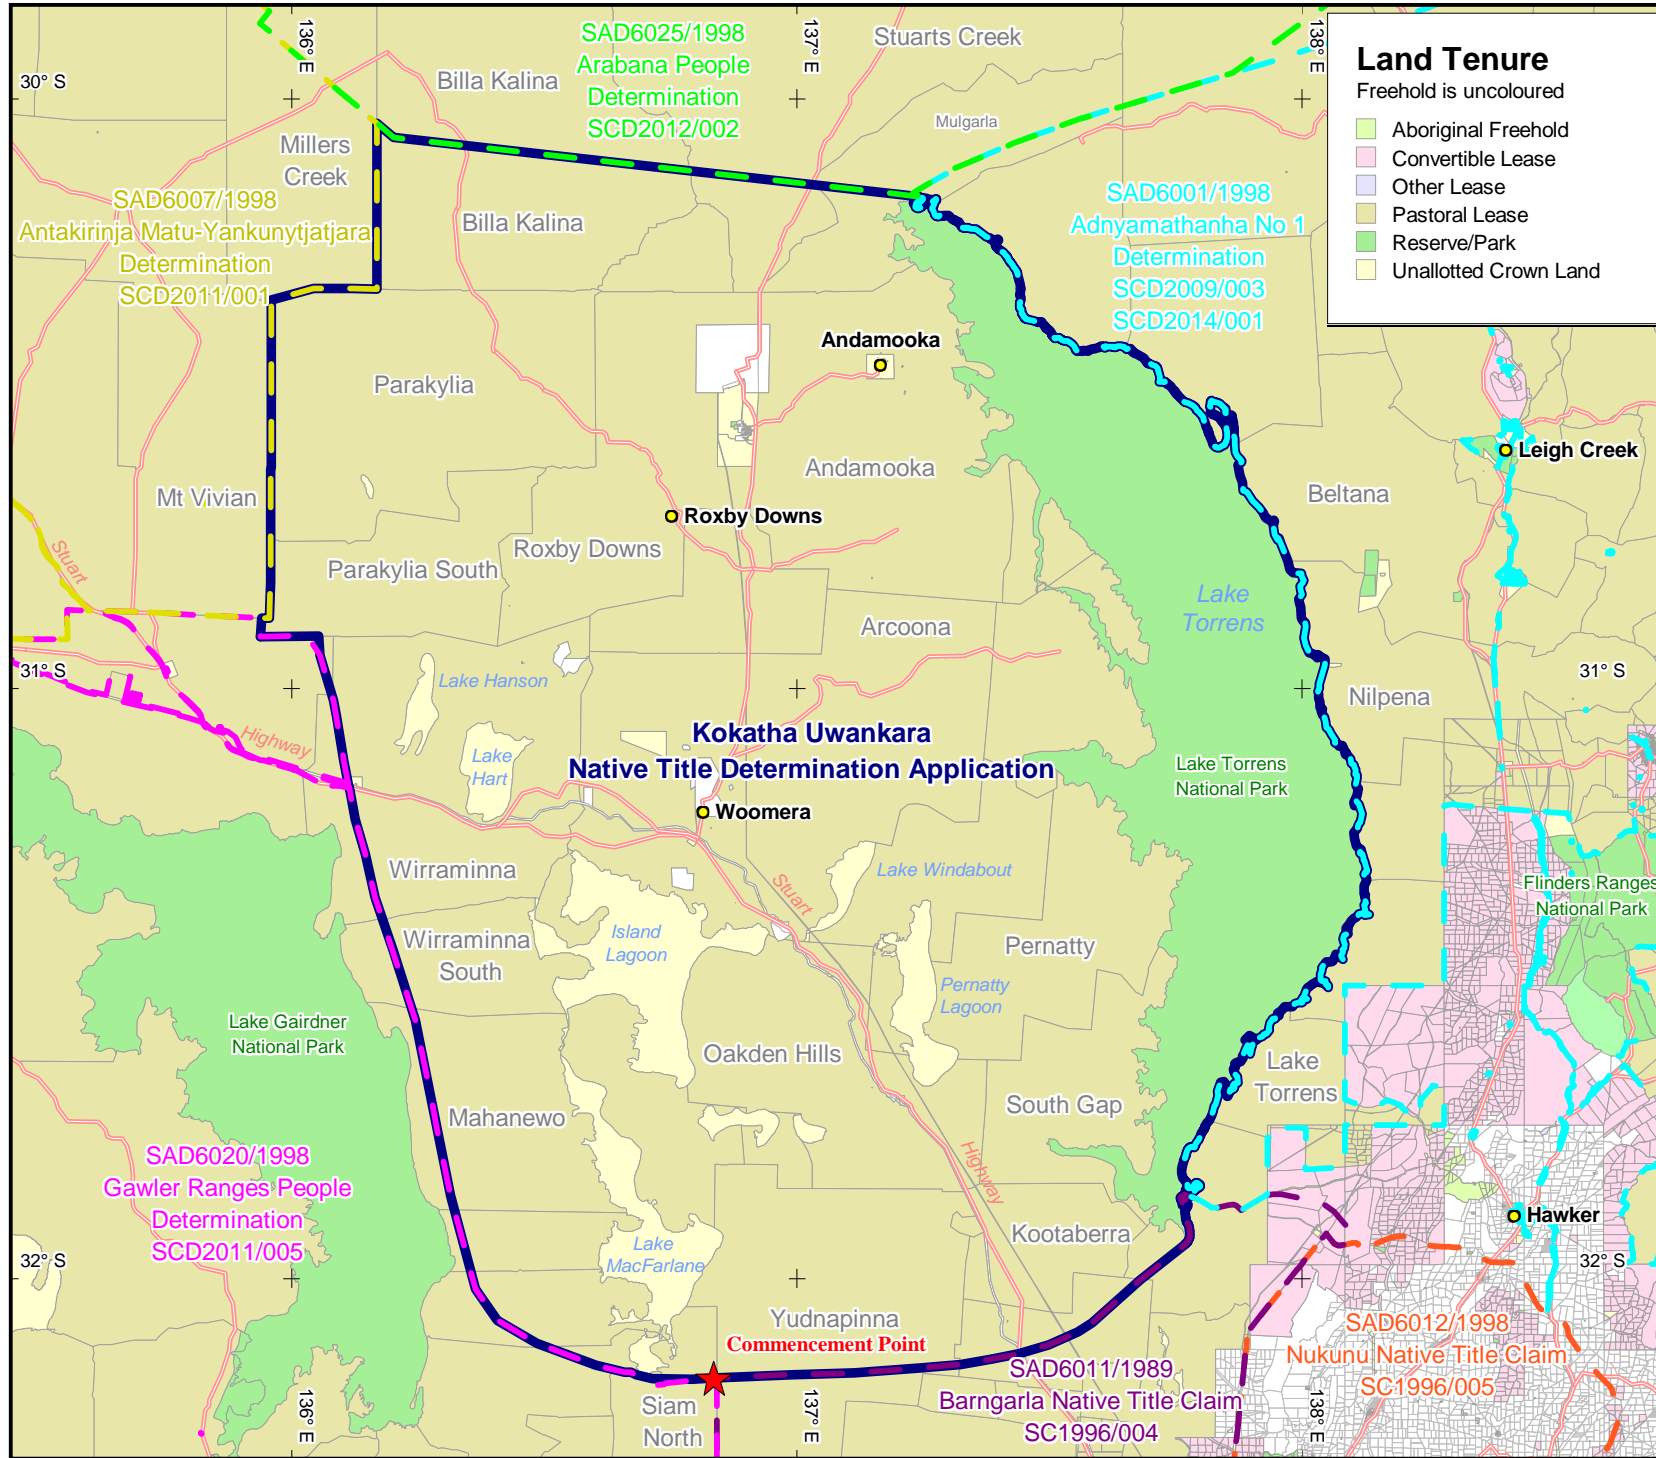 136° E
137° E
138° E
SAD6025/1998
Arabana People
Determination
SCD2012/002
Stuarts Creek
Land Tenure
Freehold is uncoloured
Aboriginal Freehold
Convertible Lease
Other Lease
Pastoral Lease
Reserve/Park
Unallotted Crown Land
30° S
Billa Kalina
Mulgarla
Millers
Creek
SAD6007/1998
Antakirinja Matu-Yankunytjatjara
Determination
SCD2011/001
Billa Kalina
SAD6001/1998
Adnyamathanha No 1
Determination
SCD2009/003
SCD2014/001
Andamooka
Parakylia
Leigh Creek
Andamooka
Mt Vivian
Beltana
Roxby Downs
Roxby Downs
Stuart
Parakylia South
Lake
Torrens
Arcoona
31° S
31° S
Lake Hanson
Nilpena
Highway
Kokatha Uwankara
Native Title Determination Application
Lake
Hart
Lake Torrens
National Park
Woomera
Wirraminna
Lake Windabout
Stuart
Flinders Ranges
National Park
Wirraminna
South
Island
Lagoon
Pernatty
Pernatty
Lagoon
Lake Gairdner
National Park
Oakden Hills
Lake
Torrens
Mahanewo
South Gap
SAD6020/1998
Gawler Ranges People
Determination
SCD2011/005
Highway
Hawker
Kootaberra
Lake
MacFarlane
32° S
32° S
Yudnapinna
Commencement Point
SAD6012/1998
Nukunu Native Title Claim
SC1996/005
SAD6011/1989
Barngarla Native Title Claim
SC1996/004
Siam
North
136° E
137° E
138° E